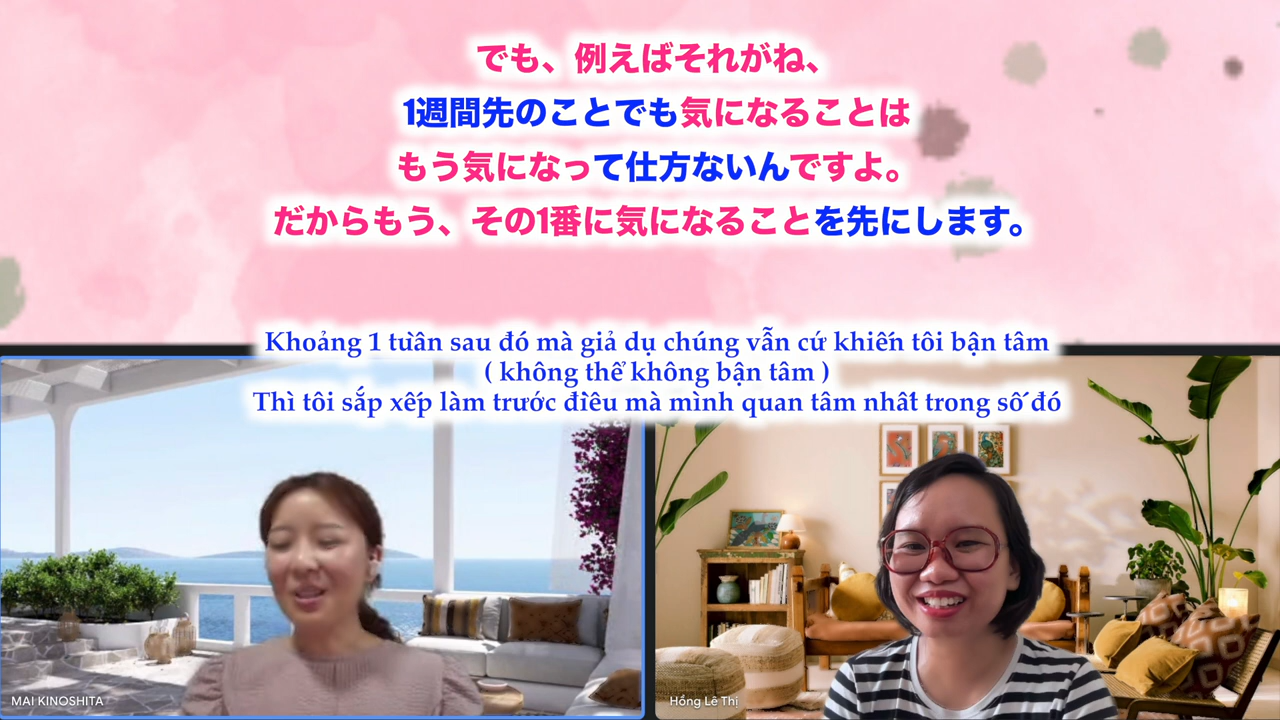 でも、例えばそれがね、
1週間先のことでも気になることは
もう気になって仕方ないんですよ。
だからもう、その1番に気になることを先にします。
Khoảng 1 tuần sau đó mà giả dụ chúng vẫn cứ khiến tôi bận tâm
( không thể không bận tâm )
Thì tôi sắp xếp làm trước điều mà mình quan tâm nhất trong số đó
MAI KINOSHITA
Hồng Lê Thị